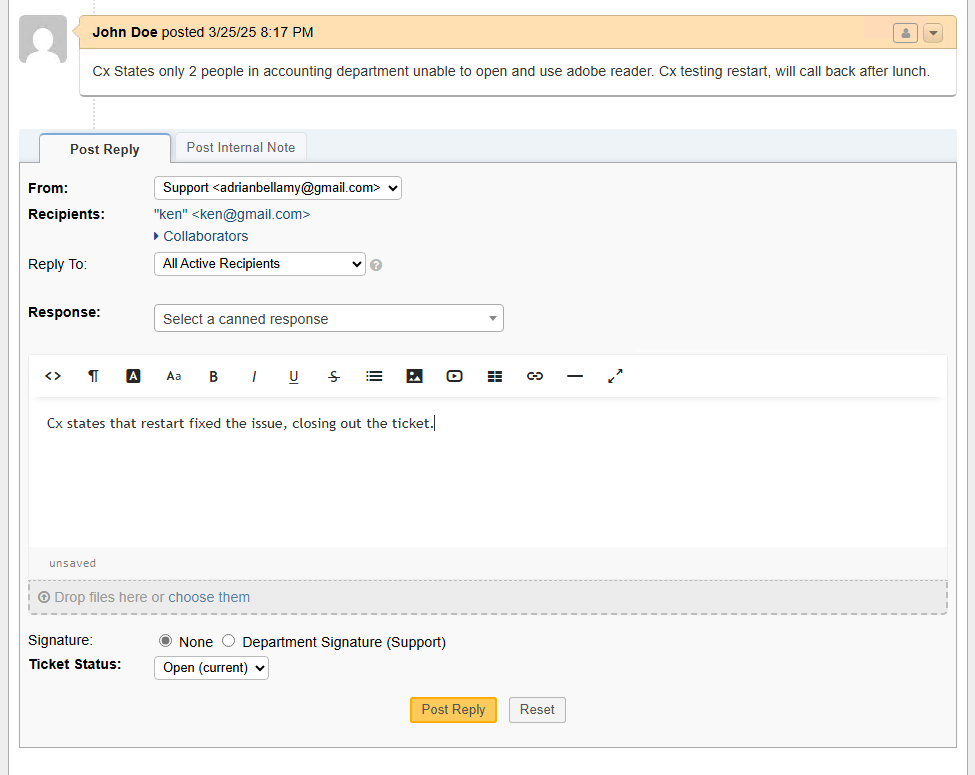 John Doe posted 3/25/25 8:17 PM
Cx States only 2 people in accounting department unable to open and use adobe reader. Cx testing restart, will call back after lunch.
Post Reply Post Internal Note
From: Support <adrianbellamy@gmail.com>
Recipients: "ken" <ken@gmail.com>
Collaborators
Reply To: All Active Recipients ?
Response: Select a canned response
<> ¶ A Aa B I U S
Cx states that restart fixed the issue, closing out the ticket.
unsaved
Drop files here or choose them
Signature: None Department Signature (Support)
Ticket Status: Open (current)
Post Reply Reset